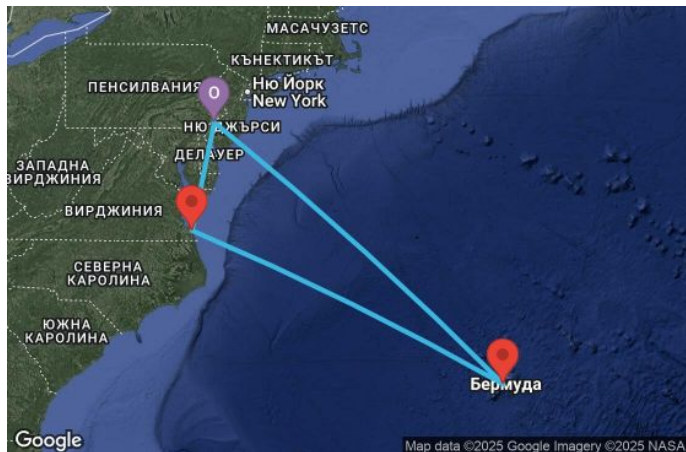 МАСАЧУЗЕТС
КЪНЕКТИКЪТ
ПЕНСИЛВАНИЯ
Ню Йорк
New York
O
НЮ ДЖЪРСИ
ДЕЛАУЕР
ЗАПАДНА
ВИРДЖИНИЯ
ВИРДЖИНИЯ
СЕВЕРНА
КАРОЛИНА
ЮЖНА
КАРОЛИНА
Бермуда
Google
Map data ©2025 Google Imagery ©2025 NASA